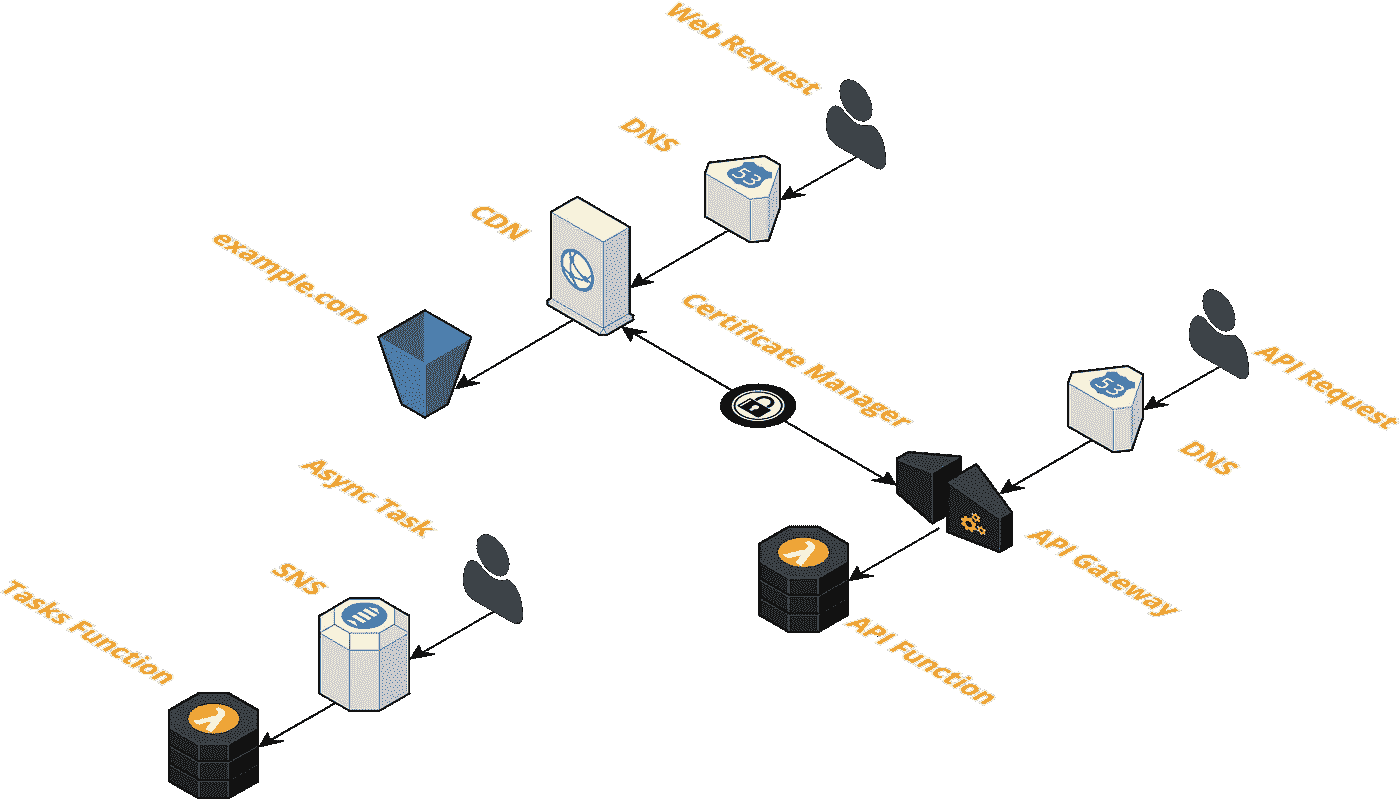 Web Request
DNS
53
CDN
example.com
Certificate Manager
API Request
53
DNS
Async Task
API Gateway
SNS
API Function
Tasks Function